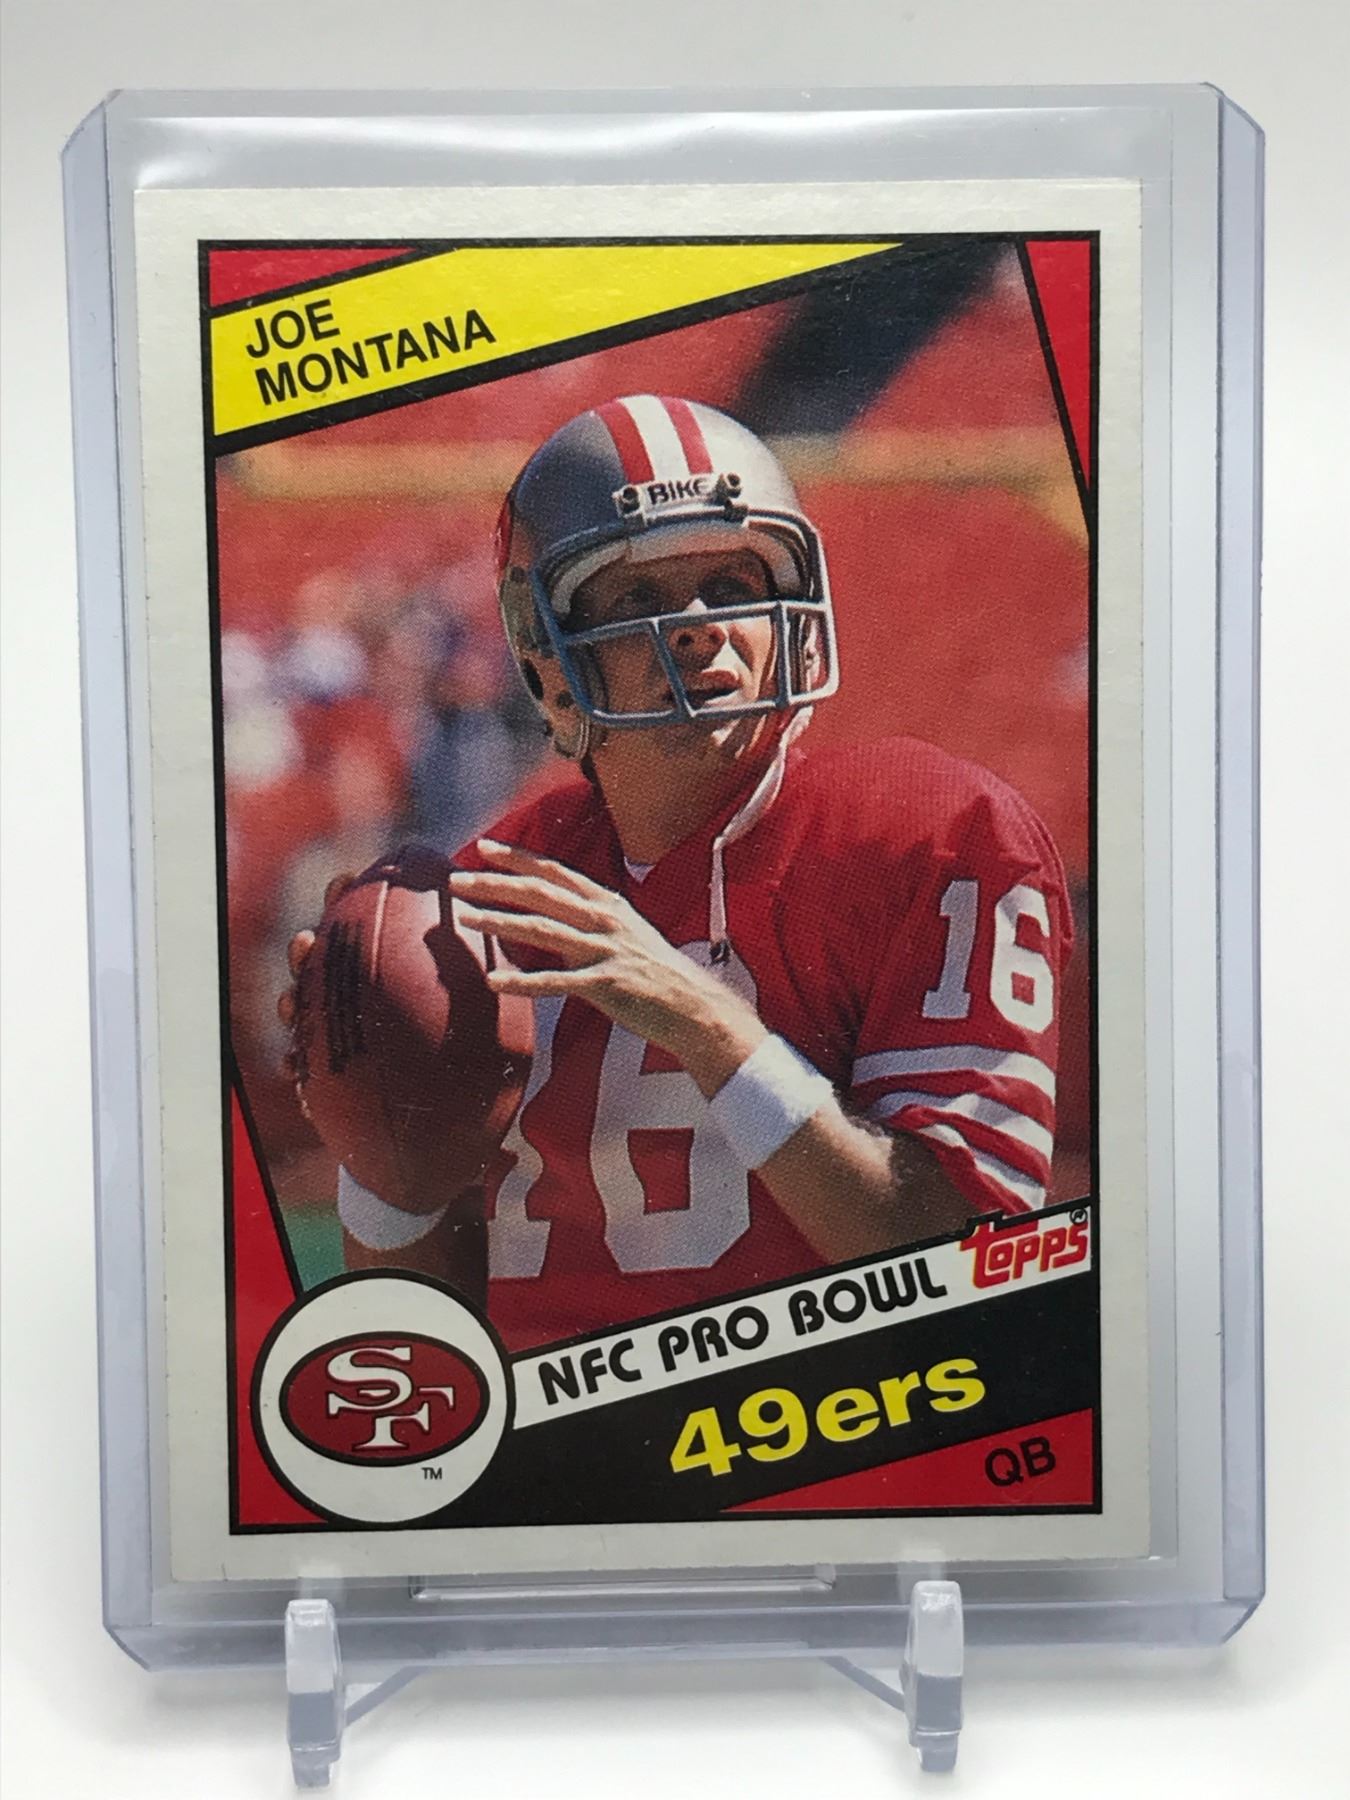 JOE
MONTANA
BIKE
16
16
TOPPS®
NFC PRO BOWL
49ers
SF
TM
QB